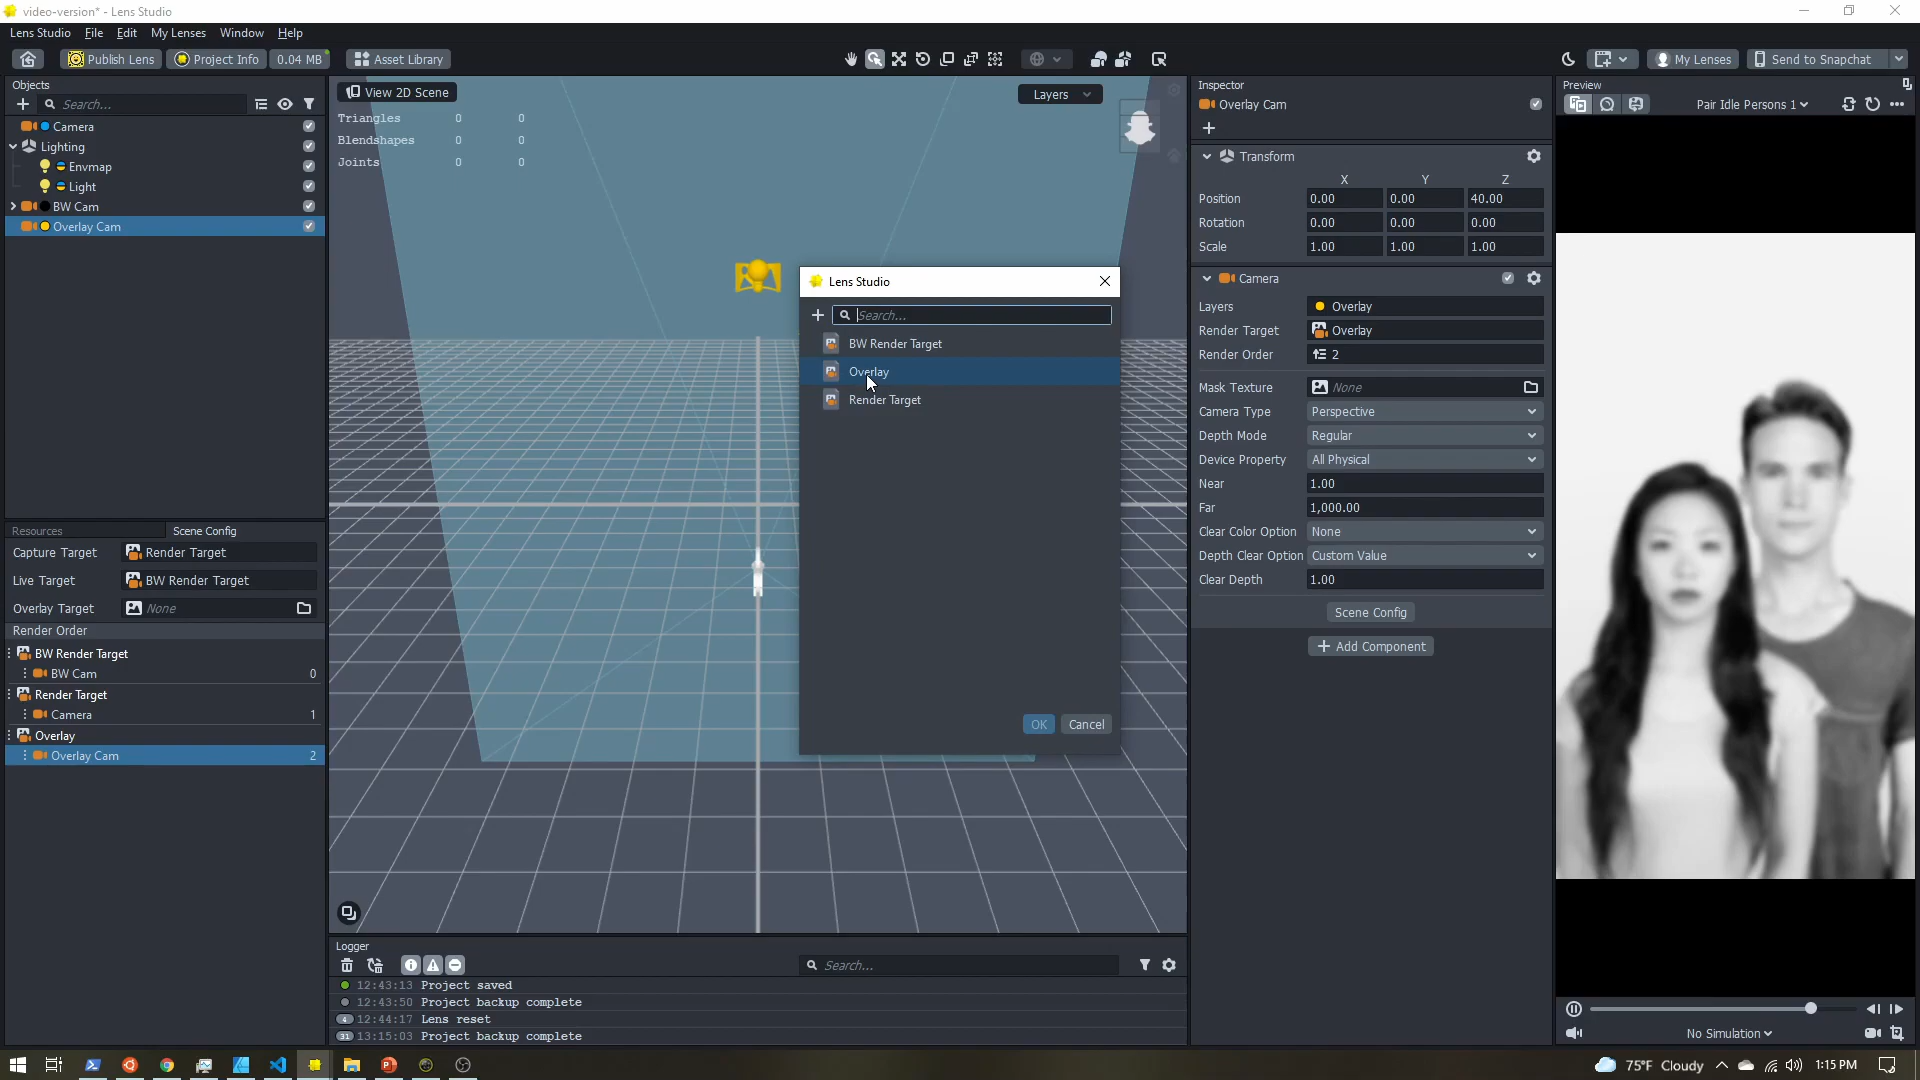 video-version* - Lens Studio
Lens Studio File Edit My Lenses Window Help
Publish Lens Project Info 0.04 MB Asset Library My Lenses Send to Snapchat
Objects
Search...
Camera
Lighting
Envmap
Light
BW Cam
Overlay Cam
Resources Scene Config
Capture Target Render Target
Live Target BW Render Target
Overlay Target None
Render Order
BW Render Target
BW Cam 0
Render Target
Camera 1
Overlay
Overlay Cam 2
View 2D Scene Layers
Triangles 0 0
Blendshapes 0 0
Joints 0 0
Lens Studio
Search...
BW Render Target
Overlay
Render Target
OK Cancel
Logger
Search...
12:43:13 Project saved
12:43:50 Project backup complete
4 12:44:17 Lens reset
31 13:15:03 Project backup complete
Inspector
Overlay Cam
Transform
X Y Z
Position 0.00 0.00 40.00
Rotation 0.00 0.00 0.00
Scale 1.00 1.00 1.00
Camera
Layers Overlay
Render Target Overlay
Render Order 2
Mask Texture None
Camera Type Perspective
Depth Mode Regular
Device Property All Physical
Near 1.00
Far 1,000.00
Clear Color Option None
Depth Clear Option Custom Value
Clear Depth 1.00
Scene Config
Add Component
Preview
Pair Idle Persons 1
No Simulation
75°F Cloudy 1:15 PM